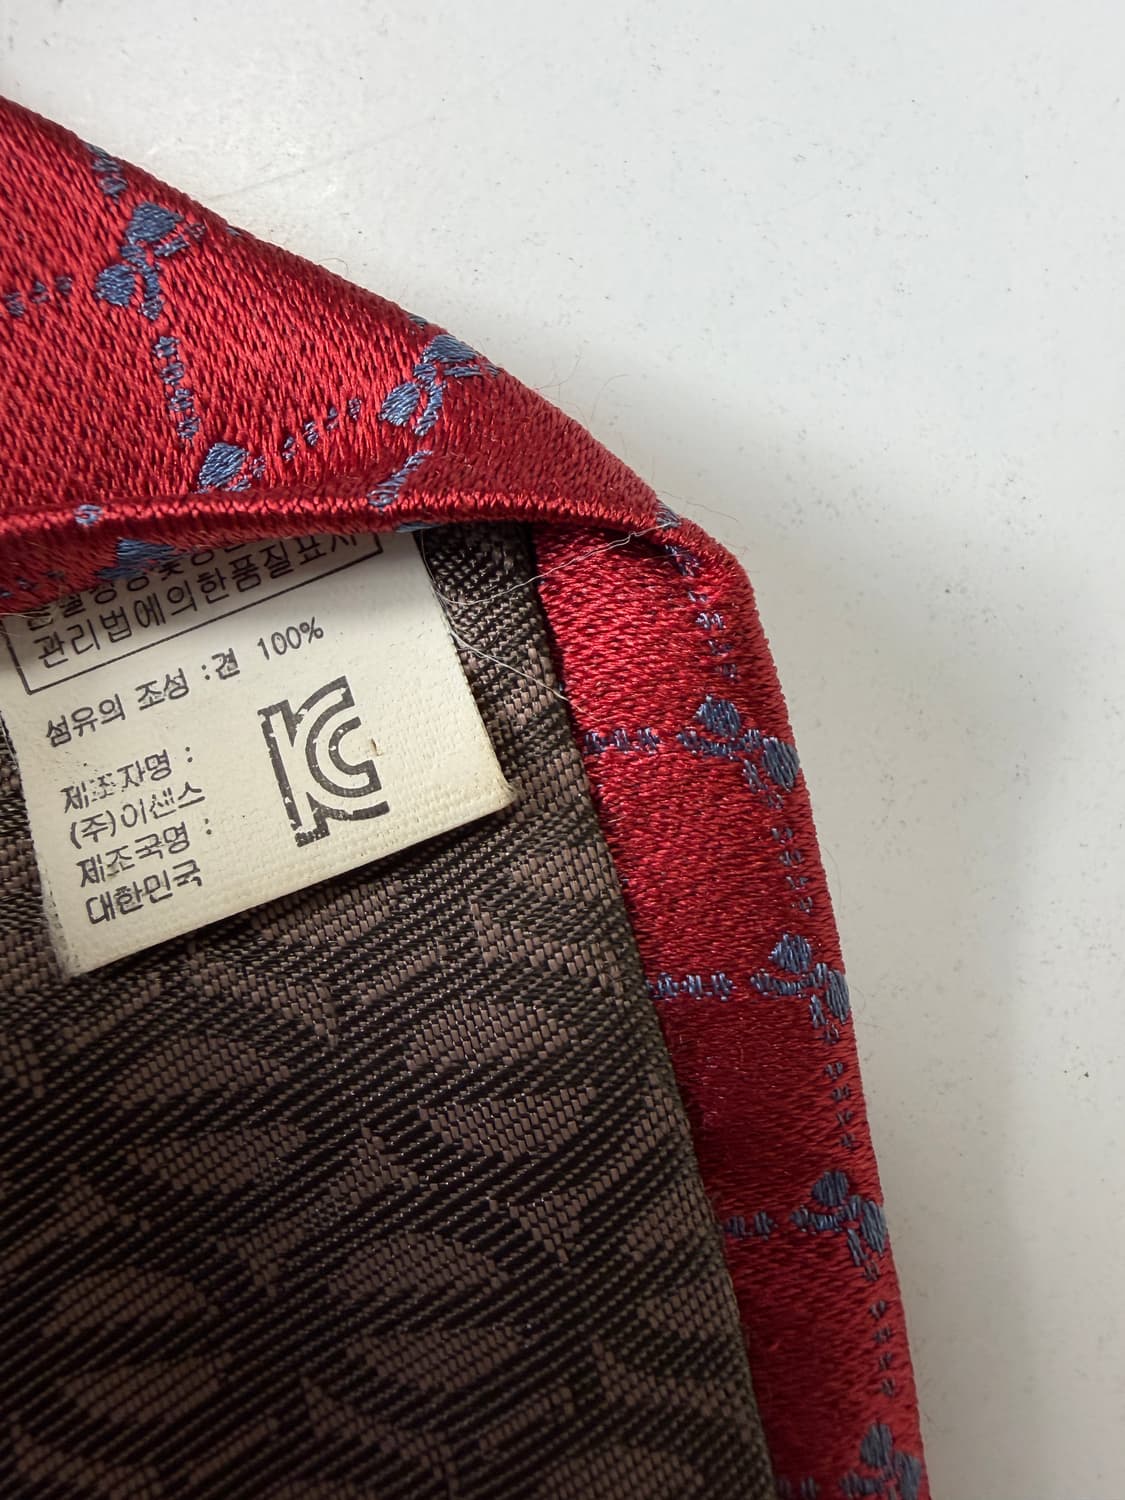 관리법에의한품질표시
섬유의 조성 : 견 100%
제조자명 :
(주)이센스
제조국명 :
대한민국
KC